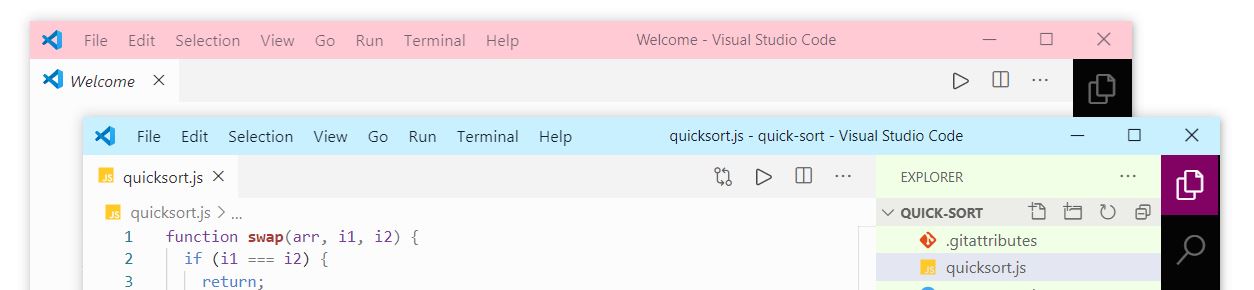 File Edit Selection View Go Run Terminal Help Welcome - Visual Studio Code
Welcome
File Edit Selection View Go Run Terminal Help quicksort.js - quick-sort - Visual Studio Code
JS quicksort.js EXPLORER
JS quicksort.js > ... QUICK-SORT
1 function swap(arr, i1, i2) { .gitattributes
2 if (i1 === i2) { JS quicksort.js
3 return;